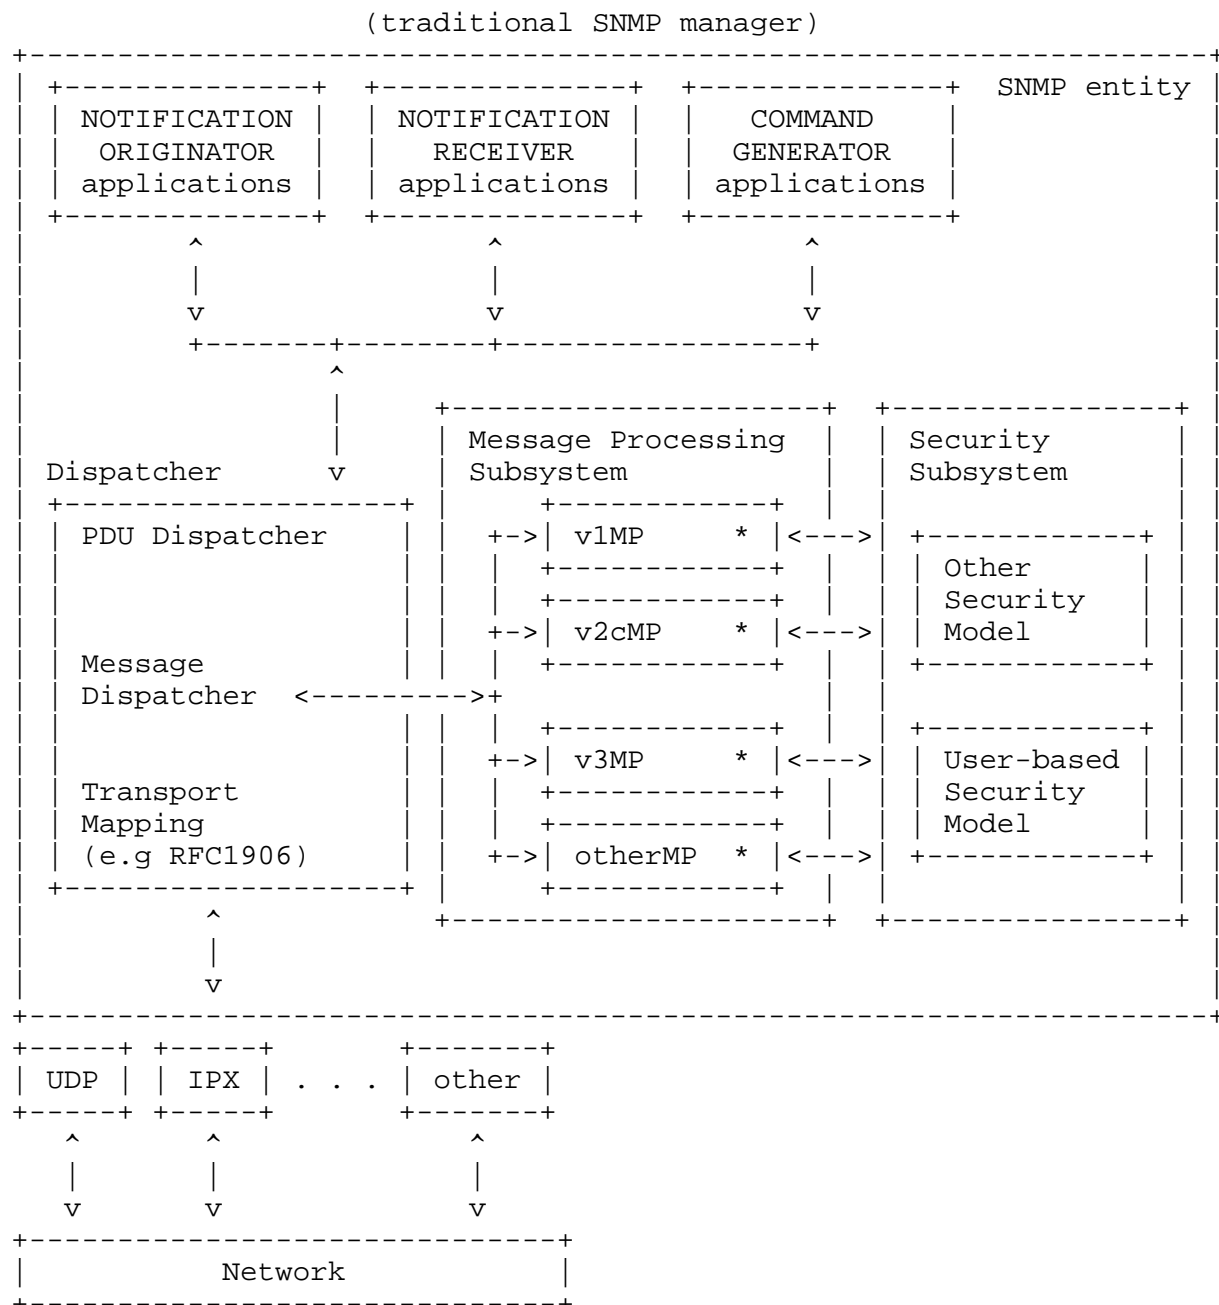 (traditional SNMP manager)
SNMP entity
NOTIFICATION NOTIFICATION COMMAND
ORIGINATOR RECEIVER GENERATOR
applications applications applications
Message Processing Security
Dispatcher Subsystem Subsystem
PDU Dispatcher v1MP *
Other
Security
v2cMP * Model
Message
Dispatcher
v3MP * User-based
Transport Security
Mapping Model
(e.g RFC1906) otherMP *
UDP IPX . . . other
Network